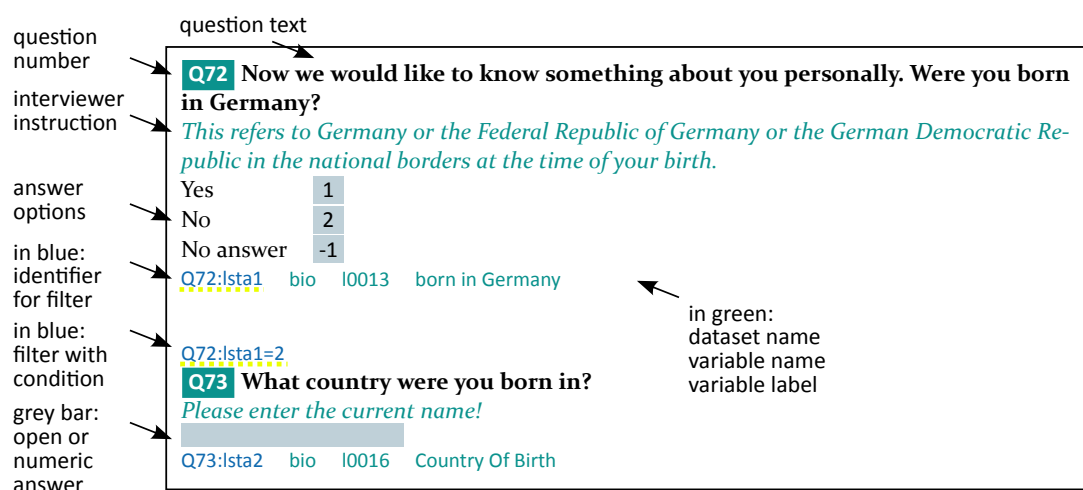 question text
question
number
interviewer
instruction
answer
options
in blue:
identifier
for filter
in blue:
filter with
condition
grey bar:
open or
numeric
answer
Q72 Now we would like to know something about you personally. Were you born
in Germany?
This refers to Germany or the Federal Republic of Germany or the German Democratic Re-
public in the national borders at the time of your birth.
Yes 1
No 2
No answer -1
Q72:lsta1 bio l0013 born in Germany
in green:
dataset name
variable name
variable label
Q72:lsta1=2
Q73 What country were you born in?
Please enter the current name!
Q73:lsta2 bio l0016 Country Of Birth